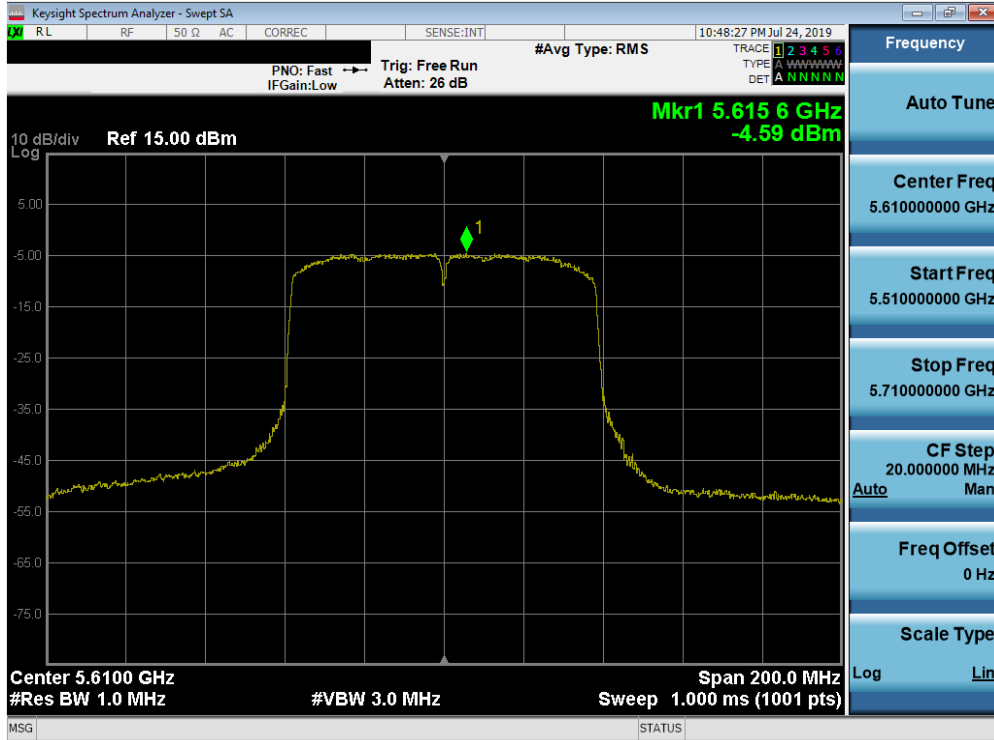 Keysight Spectrum Analyzer - Swept SA
LXI RL RF 50 Ω AC CORREC SENSE:INT 10:48:27 PM Jul 24, 2019
#Avg Type: RMS TRACE 1 2 3 4 5 6
PNO: Fast Trig: Free Run TYPE A WWWWW
IFGain:Low Atten: 26 dB DET A N N N N N
Mkr1 5.615 6 GHz
-4.59 dBm
10 dB/div Ref 15.00 dBm
Log
5.00
1
-5.00
-15.0
-25.0
-35.0
-45.0
-55.0
-65.0
-75.0
Center 5.6100 GHz Span 200.0 MHz
#Res BW 1.0 MHz #VBW 3.0 MHz Sweep 1.000 ms (1001 pts)
MSG STATUS
Frequency
Auto Tune
Center Freq
5.610000000 GHz
Start Freq
5.510000000 GHz
Stop Freq
5.710000000 GHz
CF Step
20.000000 MHz
Auto Man
Freq Offset
0 Hz
Scale Type
Log Lin